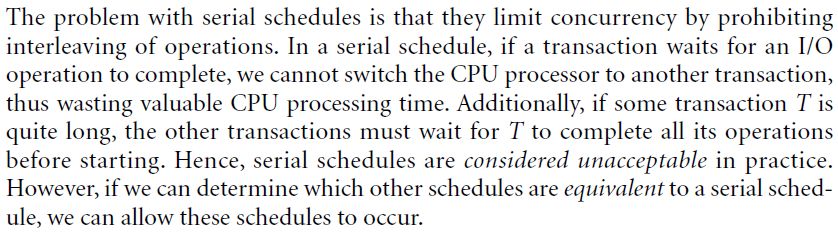 The problem with serial schedules is that they limit concurrency by prohibiting
interleaving of operations. In a serial schedule, if a transaction waits for an I/O
operation to complete, we cannot switch the CPU processor to another transaction,
thus wasting valuable CPU processing time. Additionally, if some transaction T is
quite long, the other transactions must wait for T to complete all its operations
before starting. Hence, serial schedules are considered unacceptable in practice.
However, if we can determine which other schedules are equivalent to a serial sched-
ule, we can allow these schedules to occur.